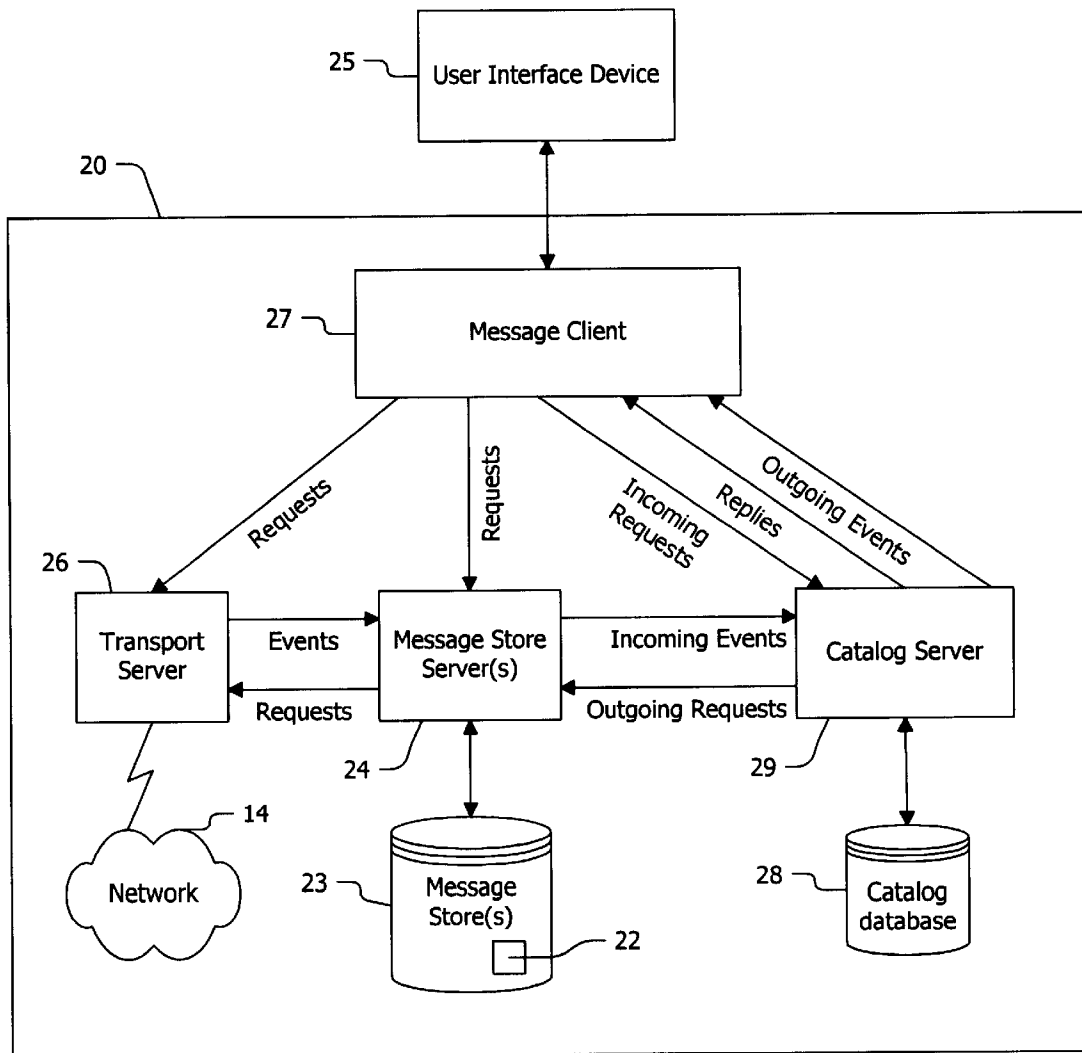 25
User Interface Device
20
27
Message Client
Requests
Requests
Incoming
Requests
Replies
Outgoing Events
26
Transport
Server
Events
Requests
Message Store
Server(s)
Incoming Events
Outgoing Requests
Catalog Server
24
29
14
Network
23
Message
Store(s)
22
28
Catalog
database